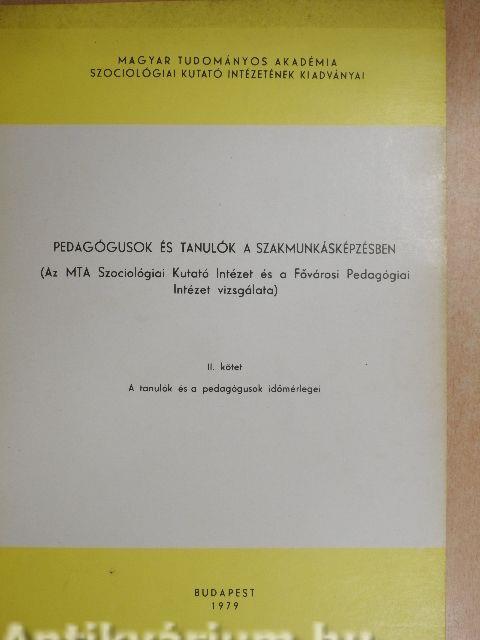 MAGYAR TUDOMÁNYOS AKADÉMIA
SZOCIOLÓGIAI KUTATÓ INTÉZETÉNEK KIADVÁNYAI
PEDAGÓGUSOK ÉS TANULÓK A SZAKMUNKÁSKÉPZÉSBEN
(Az MTA Szociológiai Kutató Intézet és a Fővárosi Pedagógiai
Intézet vizsgálata)
II. kötet
A tanulók és a pedagógusok időmérlegei
BUDAPEST
1979
Antikvárium.hu